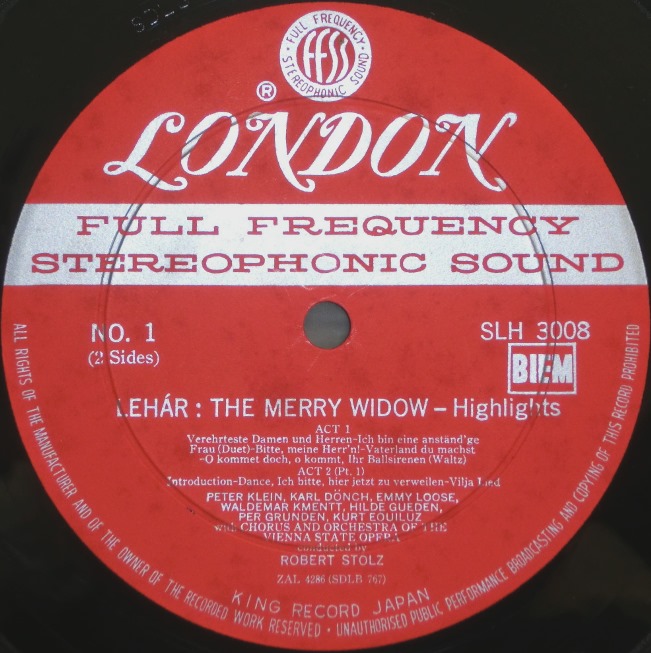 SDLB
FULL FREQUENCY
FFSS
STEREOPHONIC SOUND
®
LONDON
FULL FREQUENCY
STEREOPHONIC SOUND
NO. 1
(2 Sides)
SLH 3008
BIEM
LEHÁR : THE MERRY WIDOW – Highlights
ACT 1
Verehrteste Damen und Herren-Ich bin eine anständ'ge
Frau (Duet)-Bitte, meine Herr'n!-Vaterland du machst
-O kommet doch, o kommt, Ihr Ballsirenen (Waltz)
ACT 2 (Pt. 1)
Introduction-Dance, Ich bitte, hier jetzt zu verweilen-Vilja Lied
PETER KLEIN, KARL DÖNCH, EMMY LOOSE,
WALDEMAR KMENTT, HILDE GUEDEN,
PER GRUNDEN, KURT EQUILUZ
with CHORUS AND ORCHESTRA OF THE
VIENNA STATE OPERA
conducted by
ROBERT STOLZ
ZAL 4286 (SDLB 767)
KING RECORD JAPAN
ALL RIGHTS OF THE MANUFACTURER AND OF THE OWNER OF THE RECORDED WORK RESERVED · UNAUTHORISED PUBLIC PERFORMANCE BROADCASTING AND COPYING OF THIS RECORD PROHIBITED